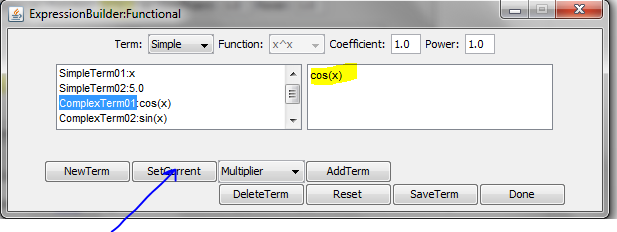 ExpressionBuilder:Functional
Term: Simple Function: x^x Coefficient: 1.0 Power: 1.0
SimpleTerm01:x
SimpleTerm02:5.0
ComplexTerm01:cos(x)
ComplexTerm02:sin(x)
cos(x)
NewTerm SetCurrent Multiplier AddTerm
DeleteTerm Reset SaveTerm Done